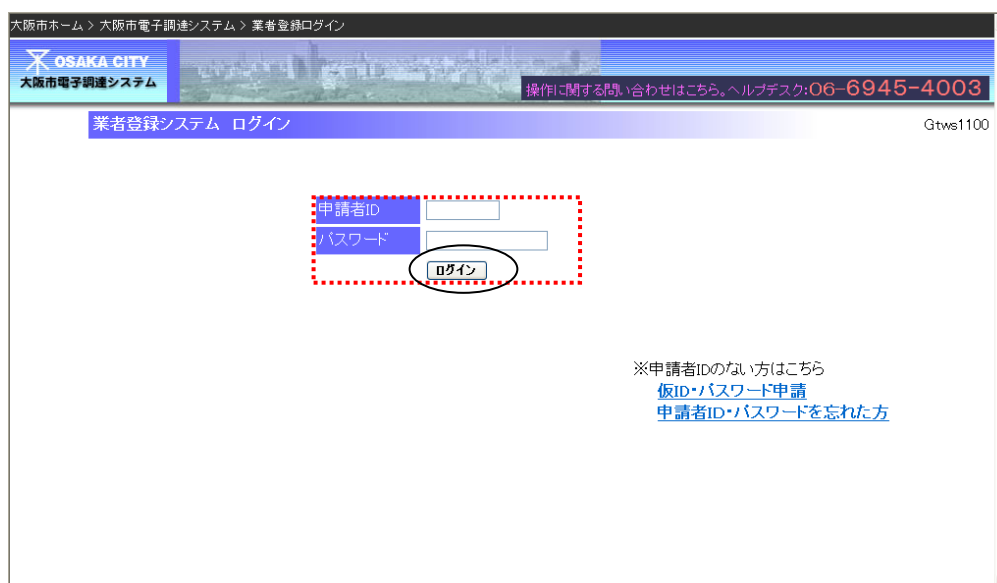 大阪市ホーム > 大阪市電子調達システム > 業者登録ログイン
OSAKA CITY
大阪市電子調達システム
操作に関する問い合わせはこちら。ヘルプデスク:06-6945-4003
業者登録システム ログイン
Gtws1100
申請者ID
パスワード
ログイン
※申請者IDのない方はこちら
仮ID・パスワード申請
申請者ID・パスワードを忘れた方